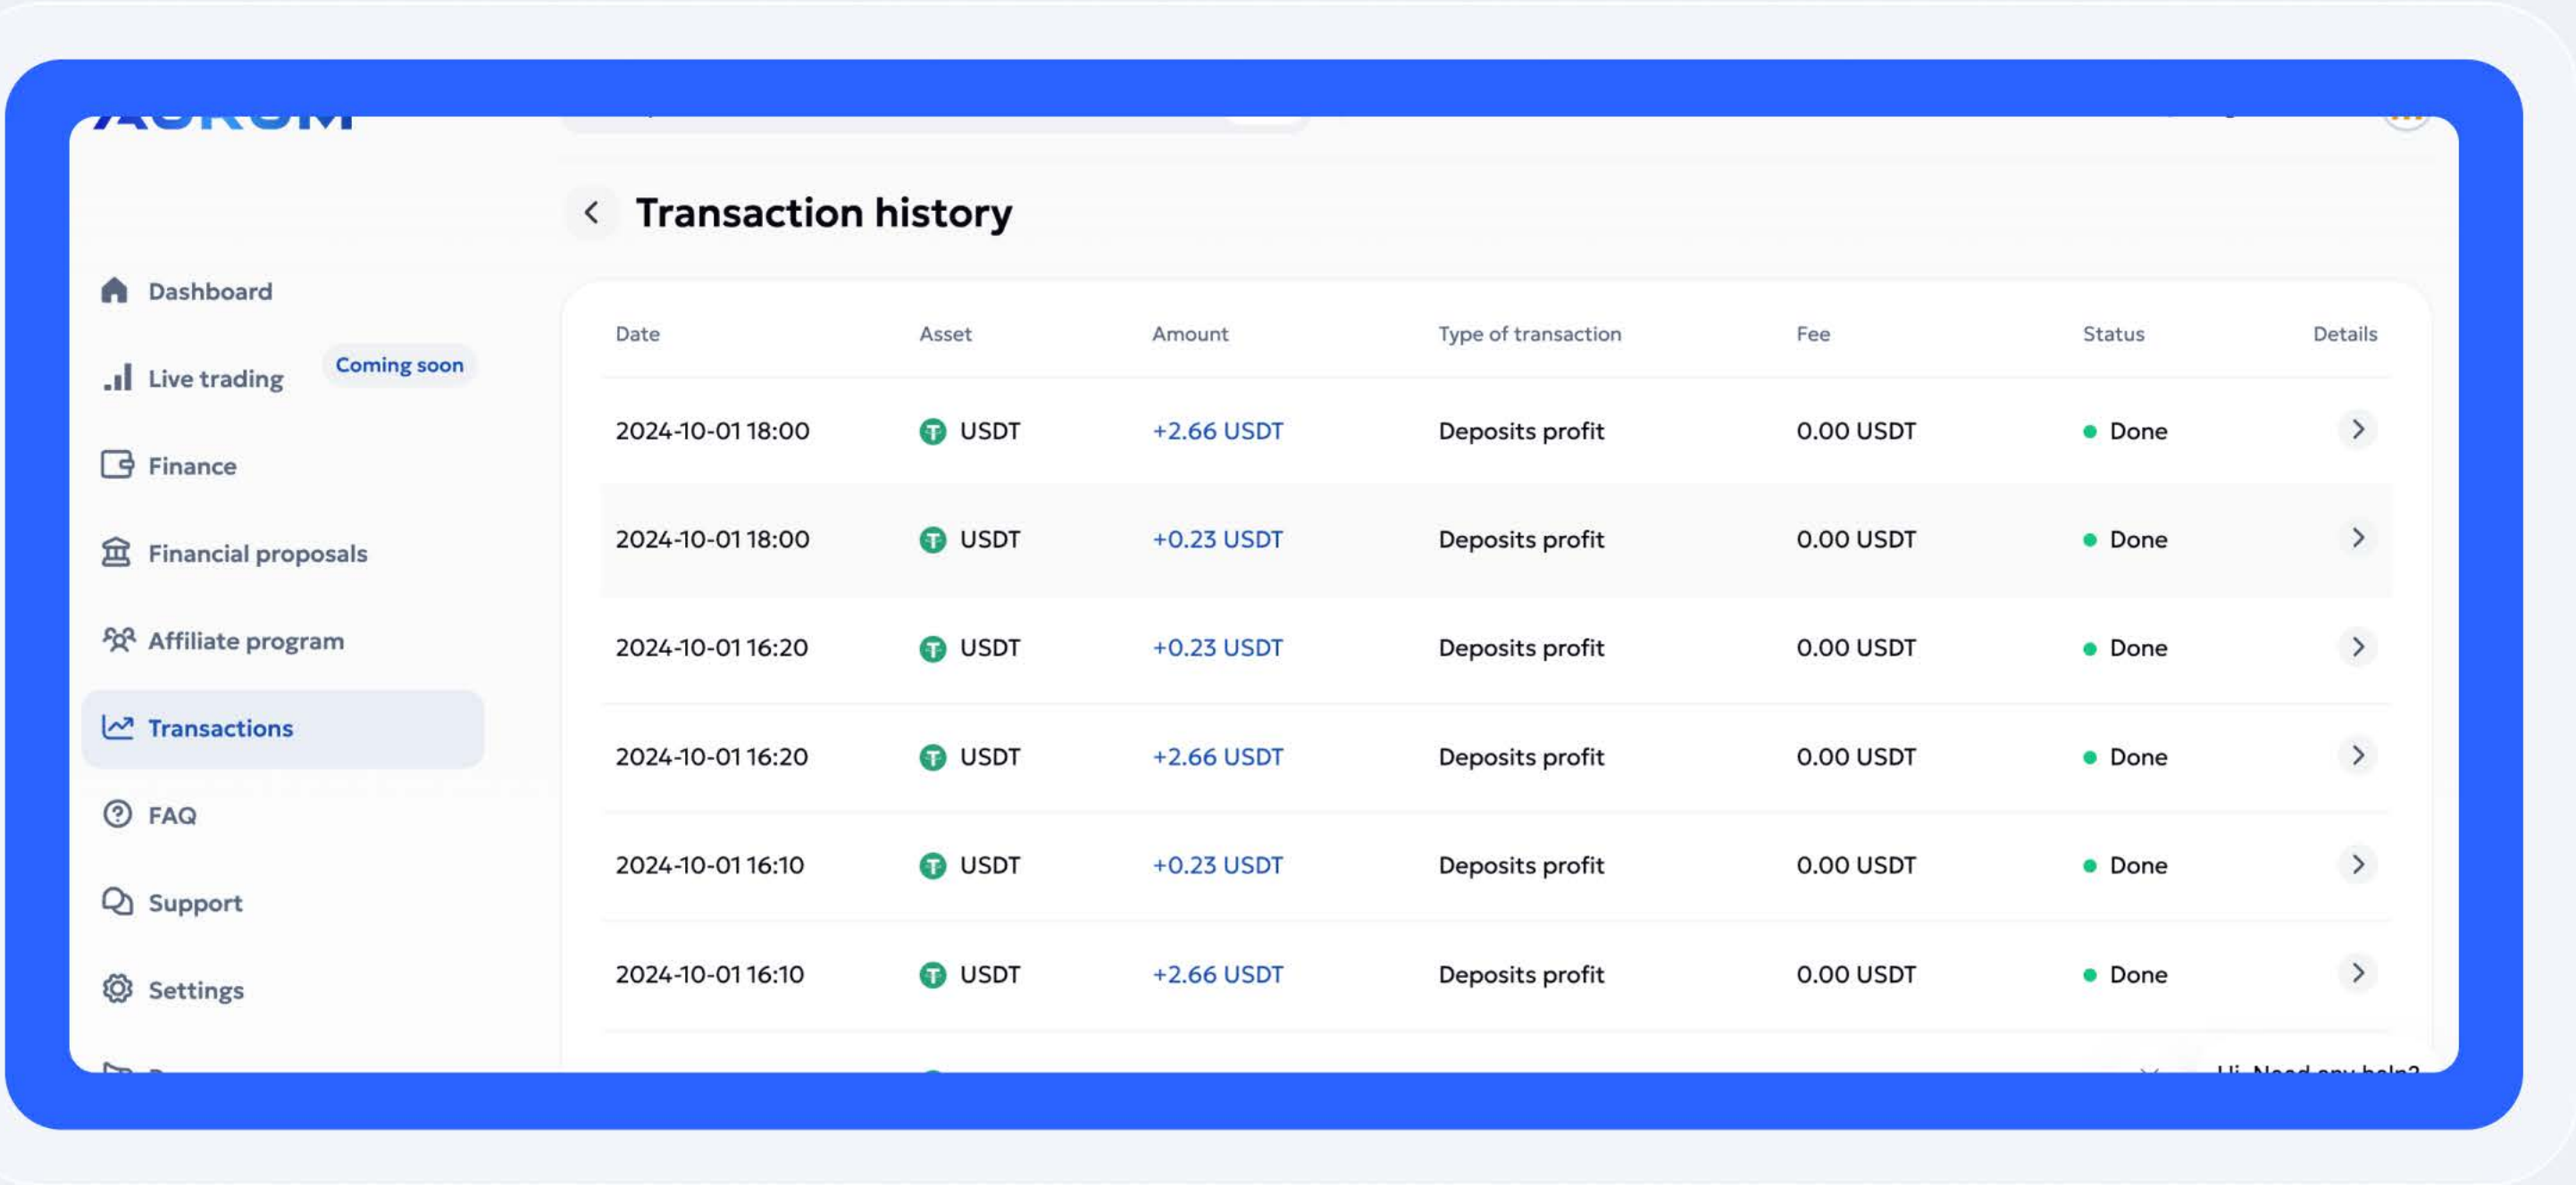 AURUM
Transaction history
Dashboard
Live trading
Coming soon
Finance
Financial proposals
Affiliate program
Transactions
FAQ
Support
Settings
Date Asset Amount Type of transaction Fee Status Details
2024-10-01 18:00 USDT +2.66 USDT Deposits profit 0.00 USDT Done
2024-10-01 18:00 USDT +0.23 USDT Deposits profit 0.00 USDT Done
2024-10-01 16:20 USDT +0.23 USDT Deposits profit 0.00 USDT Done
2024-10-01 16:20 USDT +2.66 USDT Deposits profit 0.00 USDT Done
2024-10-01 16:10 USDT +0.23 USDT Deposits profit 0.00 USDT Done
2024-10-01 16:10 USDT +2.66 USDT Deposits profit 0.00 USDT Done
Hi. Need any help?